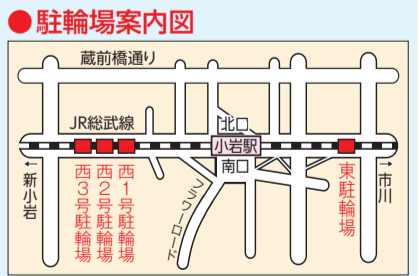 ●駐輪場案内図
蔵前橋通り
JR総武線
北口
小岩駅
南口
←新小岩
西3号駐輪場
西2号駐輪場
西1号駐輪場
フラワーロード
東駐輪場
→市川